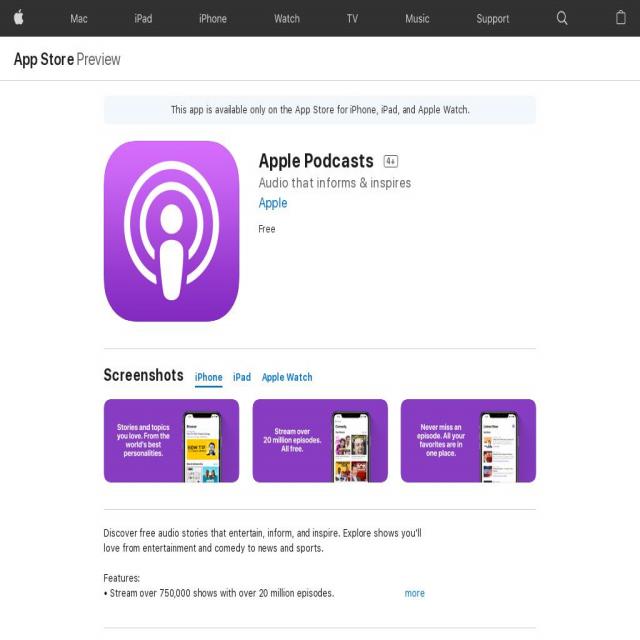 Mac iPad iPhone Watch TV Music Support
App Store Preview
This app is available only on the App Store for iPhone, iPad, and Apple Watch.
Apple Podcasts 4+
Audio that informs & inspires
Apple
Free
Screenshots iPhone iPad Apple Watch
Stories and topics
you love. From the
world's best
personalities.
Stream over
20 million episodes.
All free.
Never miss an
episode. All your
favorites are in
one place.
Discover free audio stories that entertain, inform, and inspire. Explore shows you'll
love from entertainment and comedy to news and sports.
Features:
• Stream over 750,000 shows with over 20 million episodes. more